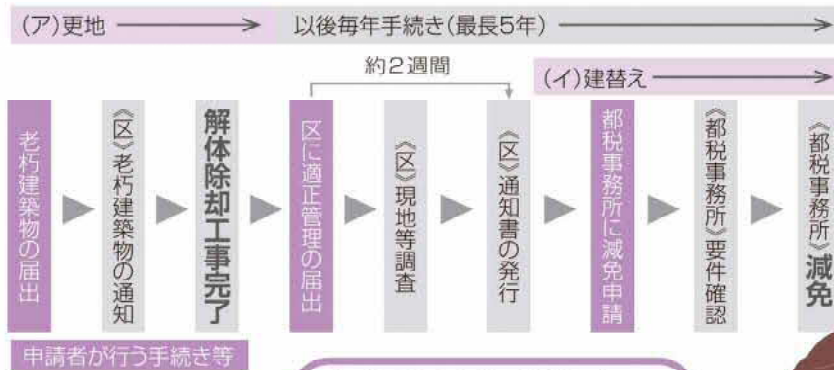 (ア)更地
以後毎年手続き(最長5年)
約2週間
(イ)建替え
老朽建築物の届出
《区》老朽建築物の通知
解体除却工事完了
区に適正管理の届出
《区》現地等調査
《区》通知書の発行
都税事務所に減免申請
《都税事務所》要件確認
《都税事務所》減免
申請者が行う手続き等